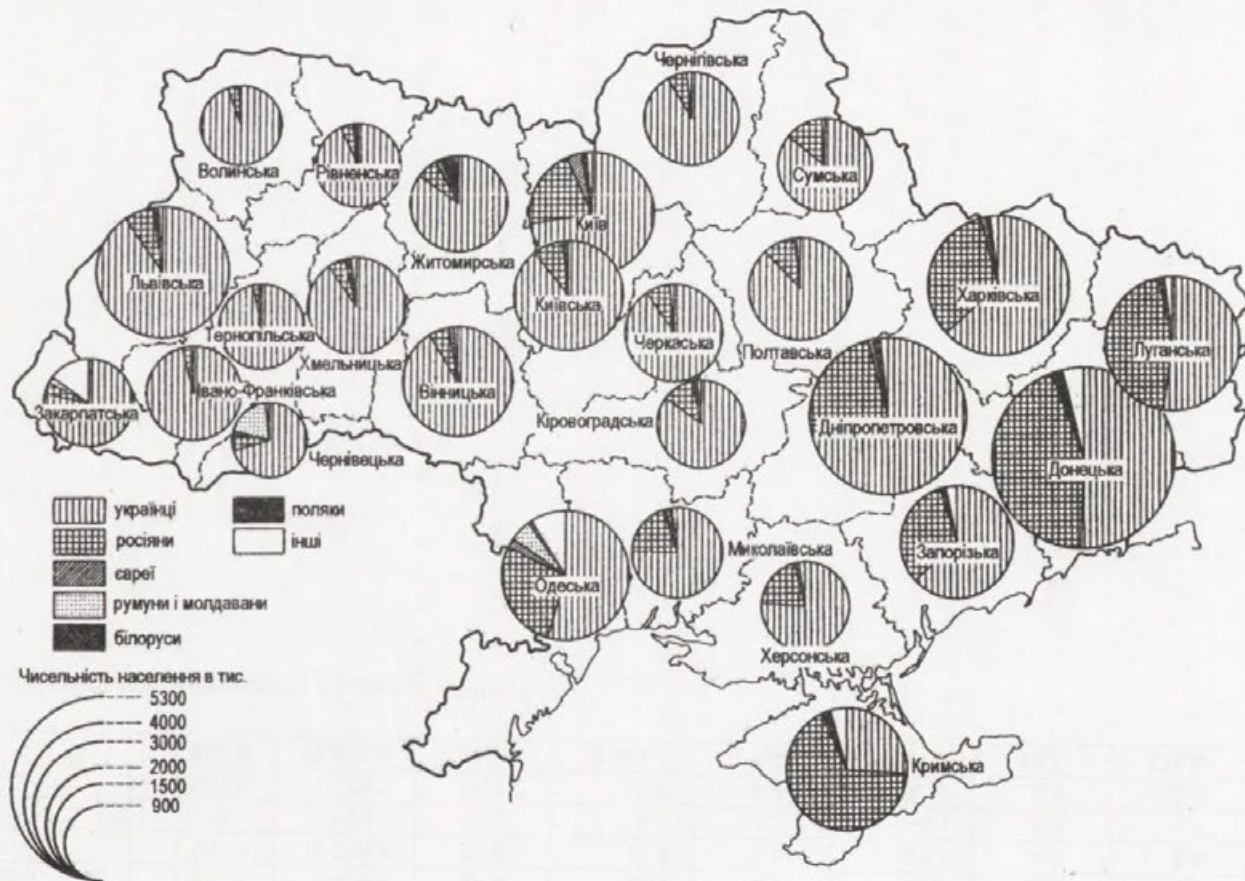 Чернігівська
Волинська
Рівненська
Сумська
Київ
Житомирська
Львівська
Київська
Харківська
Тернопільська
Хмельницька
Черкаська
Полтавська
Луганська
Закарпатська
Івано-Франківська
Вінницька
Кіровоградська
Дніпропетровська
Донецька
Чернівецька
українці
поляки
росіяни
інші
євреї
румуни і молдавани
білоруси
Одеська
Миколаївська
Запорізька
Херсонська
Кримська
Чисельність населення в тис.
5300
4000
3000
2000
1500
900